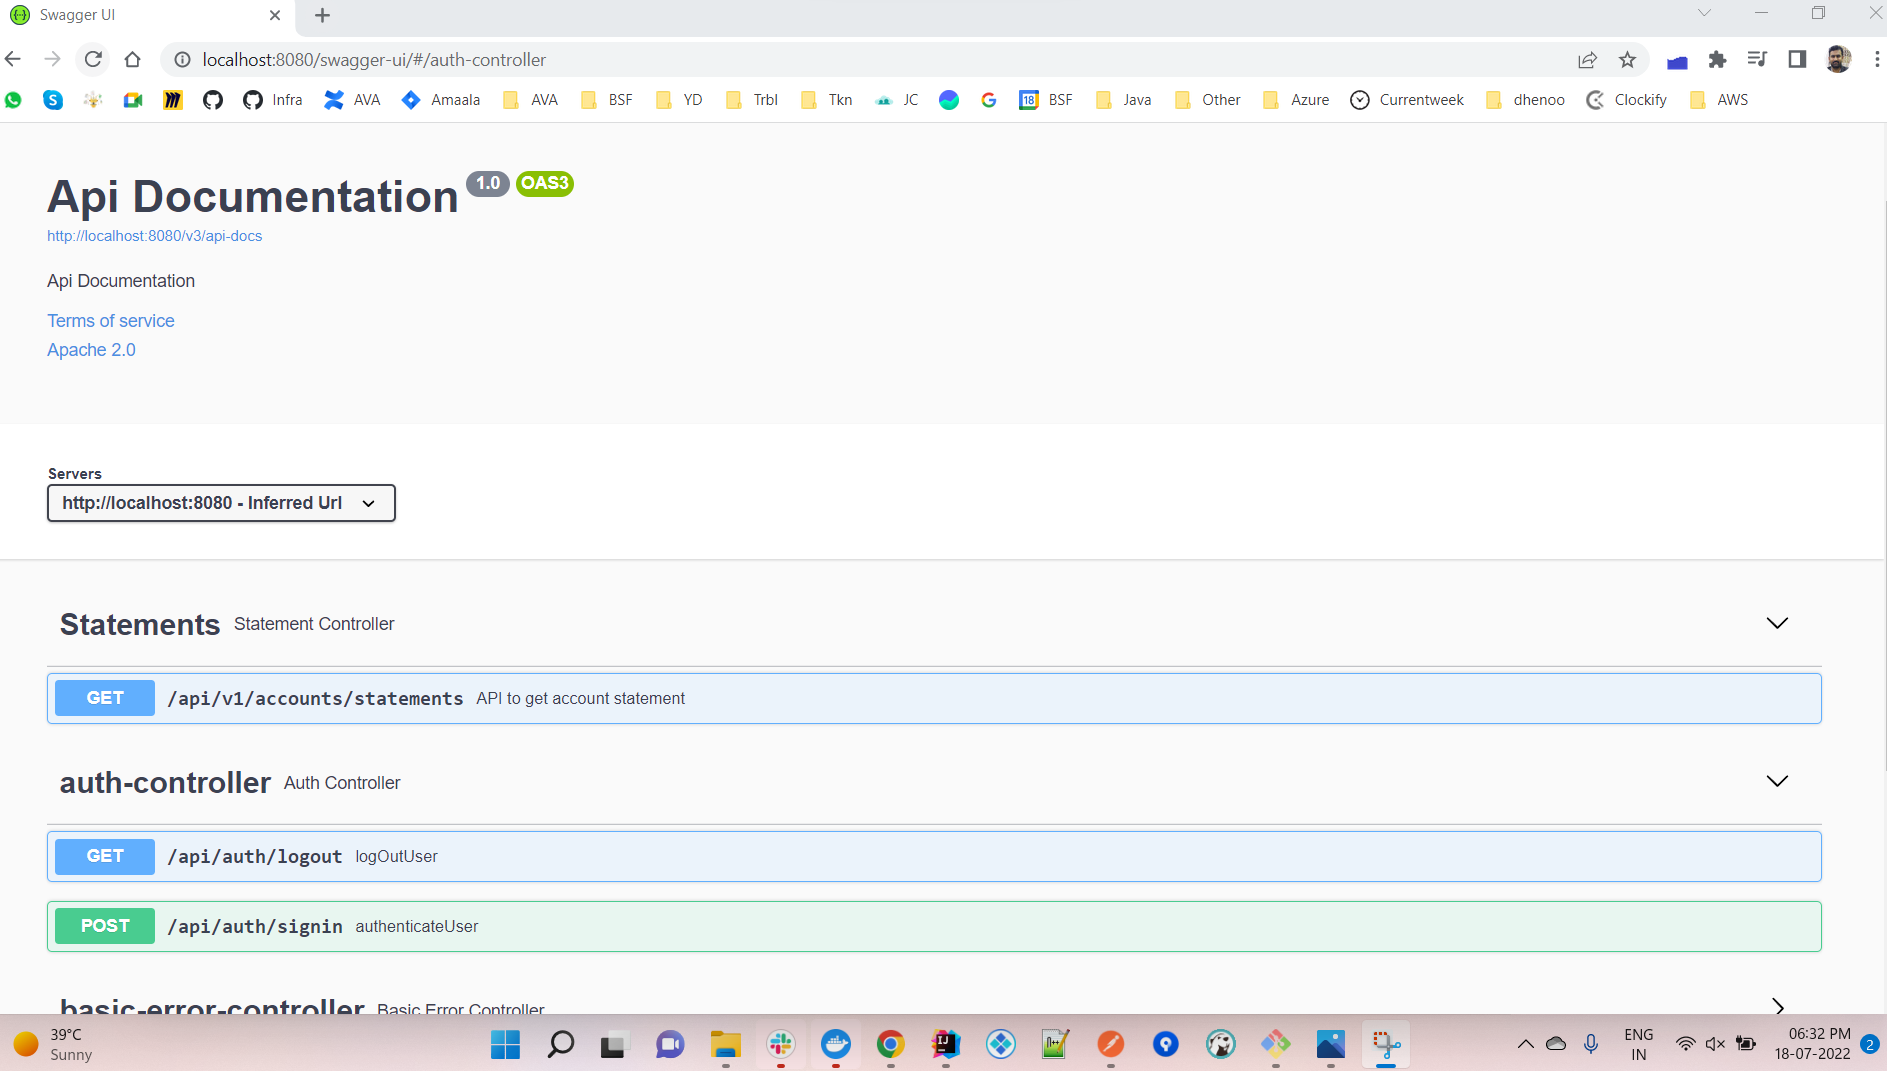 Swagger UI
localhost:8080/swagger-ui/#/auth-controller
Infra AVA Amaala AVA BSF YD Trbl Tkn JC 18 BSF Java Other Azure Currentweek dhenoo Clockify AWS
Api Documentation 1.0 OAS3
http://localhost:8080/v3/api-docs
Api Documentation
Terms of service
Apache 2.0
Servers
http://localhost:8080 - Inferred Url
Statements Statement Controller
GET /api/v1/accounts/statements API to get account statement
auth-controller Auth Controller
GET /api/auth/logout logOutUser
POST /api/auth/signin authenticateUser
basic-error-controller Basic Error Controller
39°C
Sunny
ENG
IN
06:32 PM
18-07-2022
2